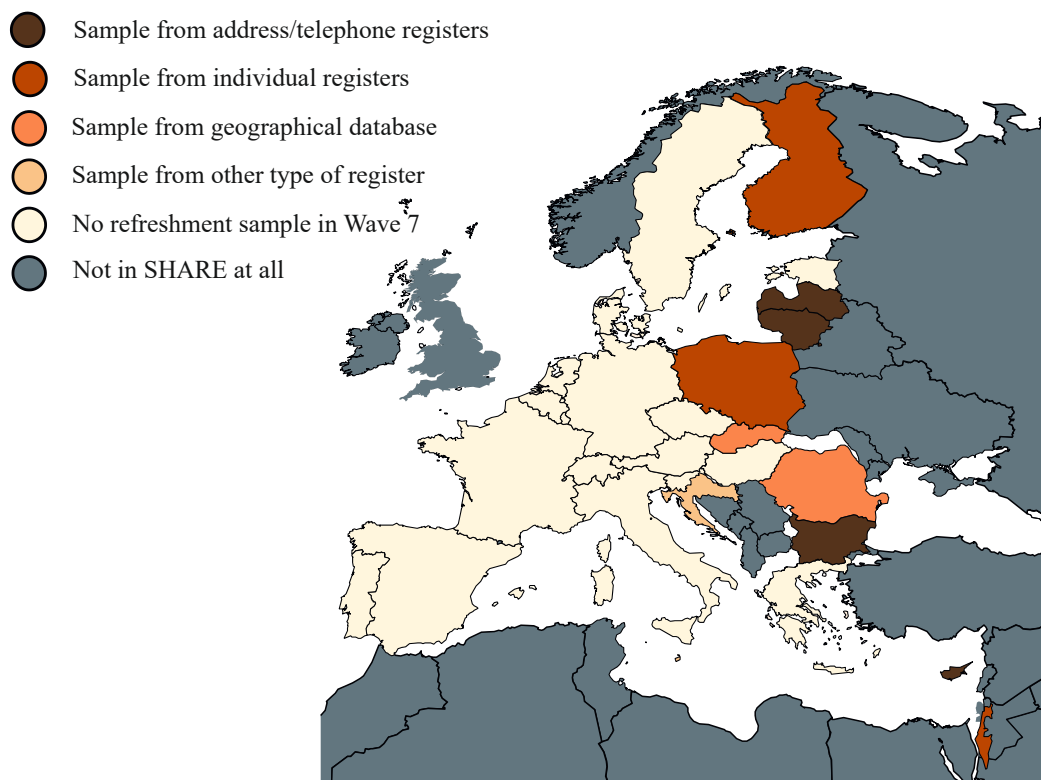 Sample from address/telephone registers
Sample from individual registers
Sample from geographical database
Sample from other type of register
No refreshment sample in Wave 7
Not in SHARE at all